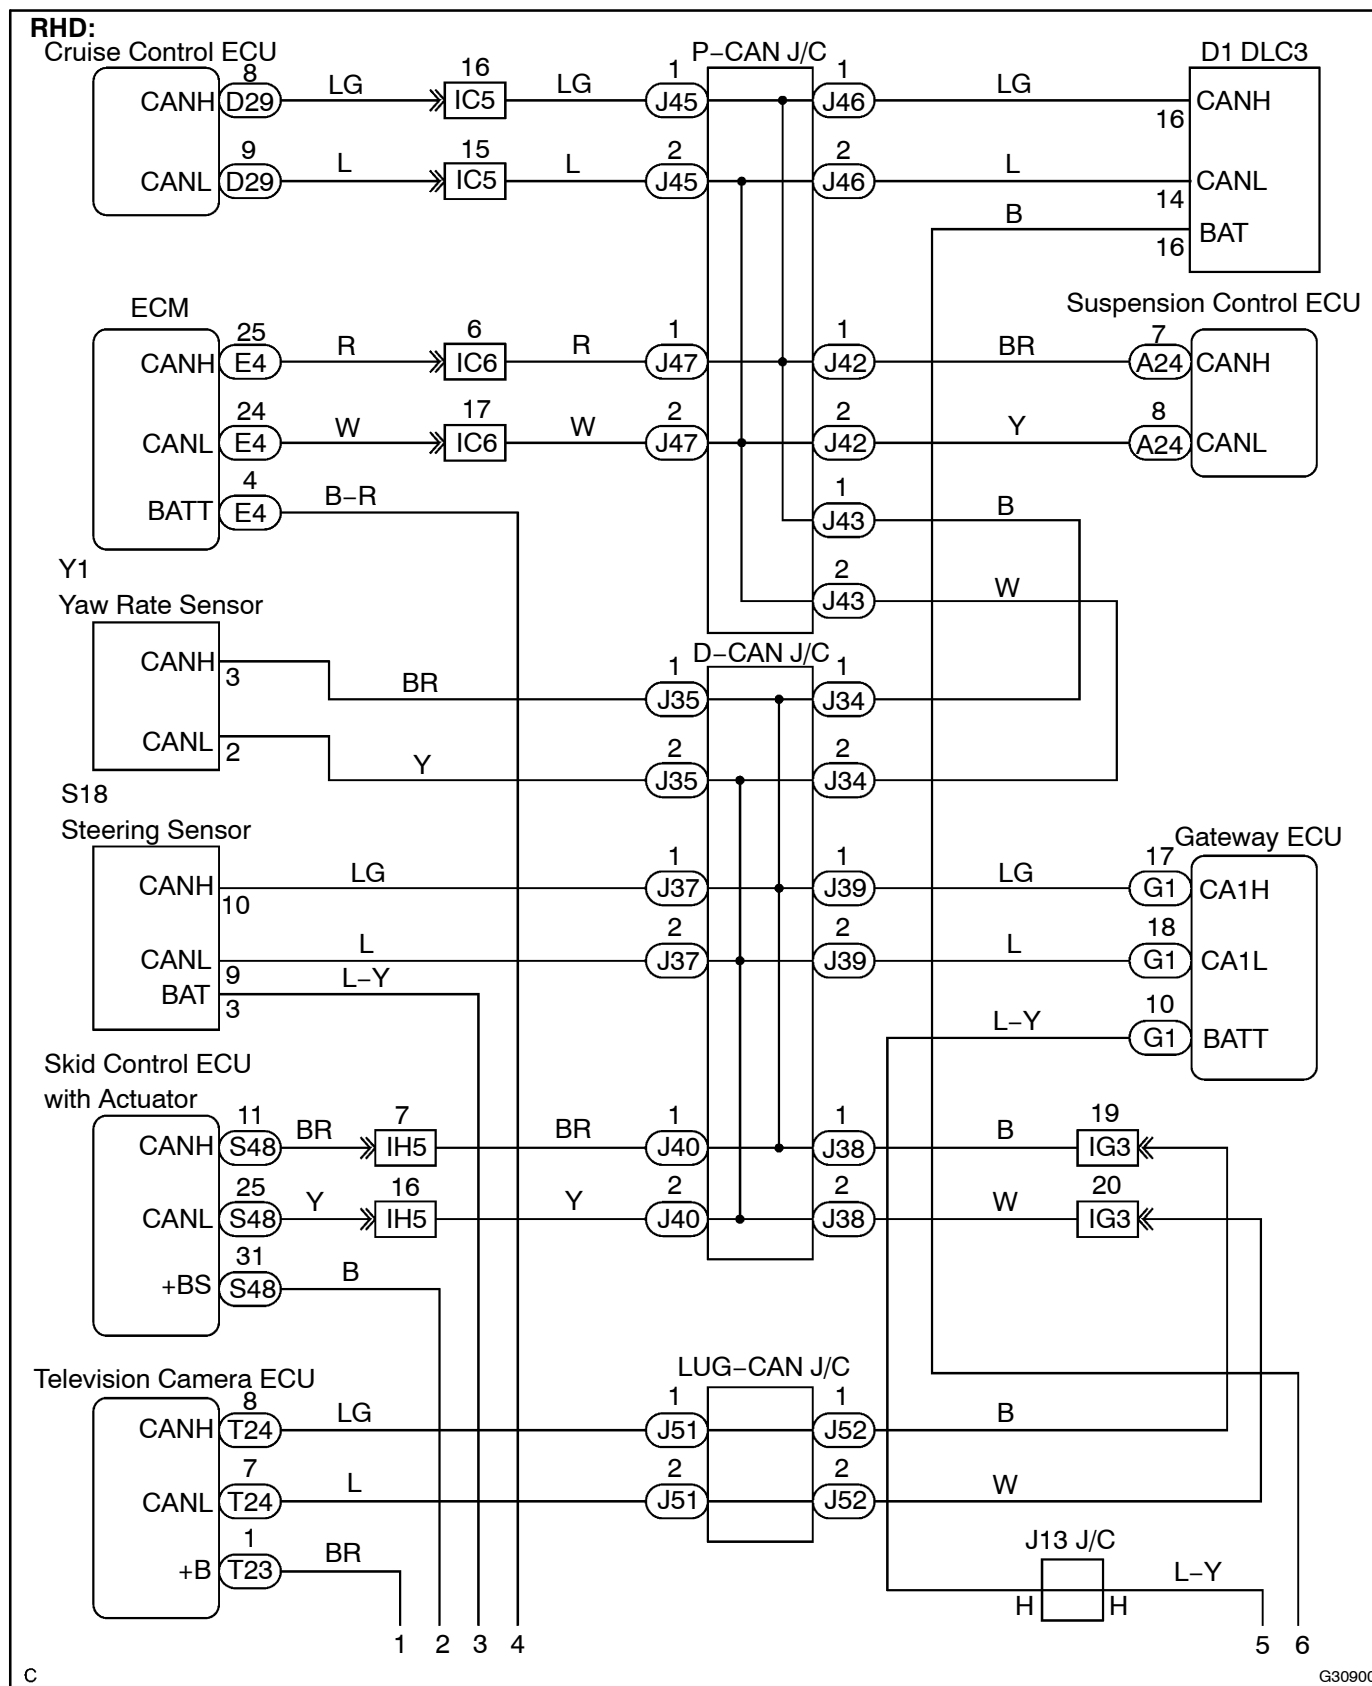 RHD:
Cruise Control ECU
P−CAN J/C
D1 DLC3
8
16
1
1
LG
LG
LG
CANH
D29
IC5
J45
J46
16
CANH
9
15
2
2
L
L
L
CANL
D29
IC5
J45
J46
14
CANL
B
16
BAT
ECM
Suspension Control ECU
25
6
1
1
7
R
R
BR
CANH
E4
IC6
J47
J42
A24
CANH
24
17
2
2
8
W
W
Y
CANL
E4
IC6
J47
J42
A24
CANL
4
B−R
1
B
BATT
E4
J43
Y1
2
W
Yaw Rate Sensor
J43
D−CAN J/C
CANH
3
1
1
BR
J35
J34
CANL
2
2
2
Y
J35
J34
S18
Steering Sensor
Gateway ECU
1
1
17
CANH
10
LG
J37
J39
LG
G1
CA1H
2
2
18
CANL
9
L
J37
J39
L
G1
CA1L
BAT
3
L−Y
10
L−Y
G1
BATT
Skid Control ECU
with Actuator
11
7
1
1
19
BR
BR
B
CANH
S48
IH5
J40
J38
IG3
25
16
2
2
20
Y
Y
W
CANL
S48
IH5
J40
J38
IG3
31
B
+BS
S48
Television Camera ECU
LUG−CAN J/C
8
LG
1
1
B
CANH
T24
J51
J52
7
L
2
2
W
CANL
T24
J51
J52
1
BR
J13 J/C
+B
T23
L−Y
H
H
1
2
3
4
5
6
C
G30900